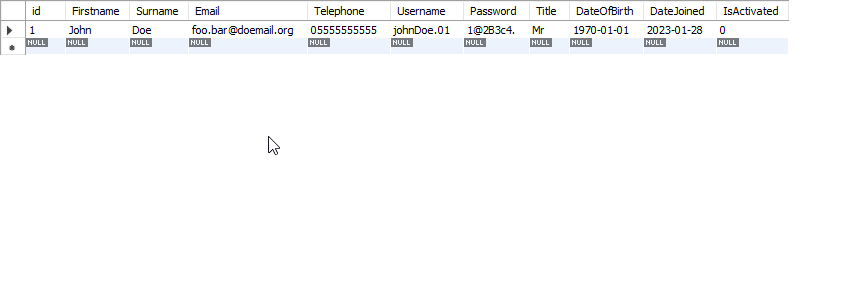 id Firstname Surname Email Telephone Username Password Title DateOfBirth DateJoined IsActivated
1 John Doe foo.bar@doemail.org 05555555555 johnDoe.01 1@2B3c4. Mr 1970-01-01 2023-01-28 0
NULL NULL NULL NULL NULL NULL NULL NULL NULL NULL NULL